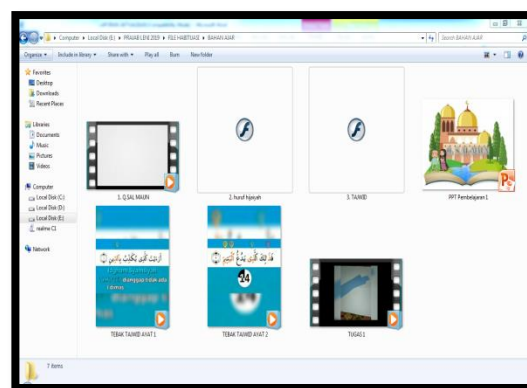 Computer ▸ Local Disk (E:) ▸ PRAJAB LENI 2019 ▸ FILE HABITUASI ▸ BAHAN AJAR
Search BAHAN AJAR
Organize ▾ Include in library ▾ Share with ▾ Play all Burn New folder
Favorites
Desktop
Downloads
Recent Places
Libraries
Documents
Music
Pictures
Videos
Computer
Local Disk (C:)
Local Disk (D:)
Local Disk (E:)
realme C1
Network
1. Q.S AL MAUN
2. huruf hijaiyah
3. TAJWID
PPT Pembelajaran 1
TEBAK TAJWID AYAT 1
24
TEBAK TAJWID AYAT 2
TUGAS 1
7 items